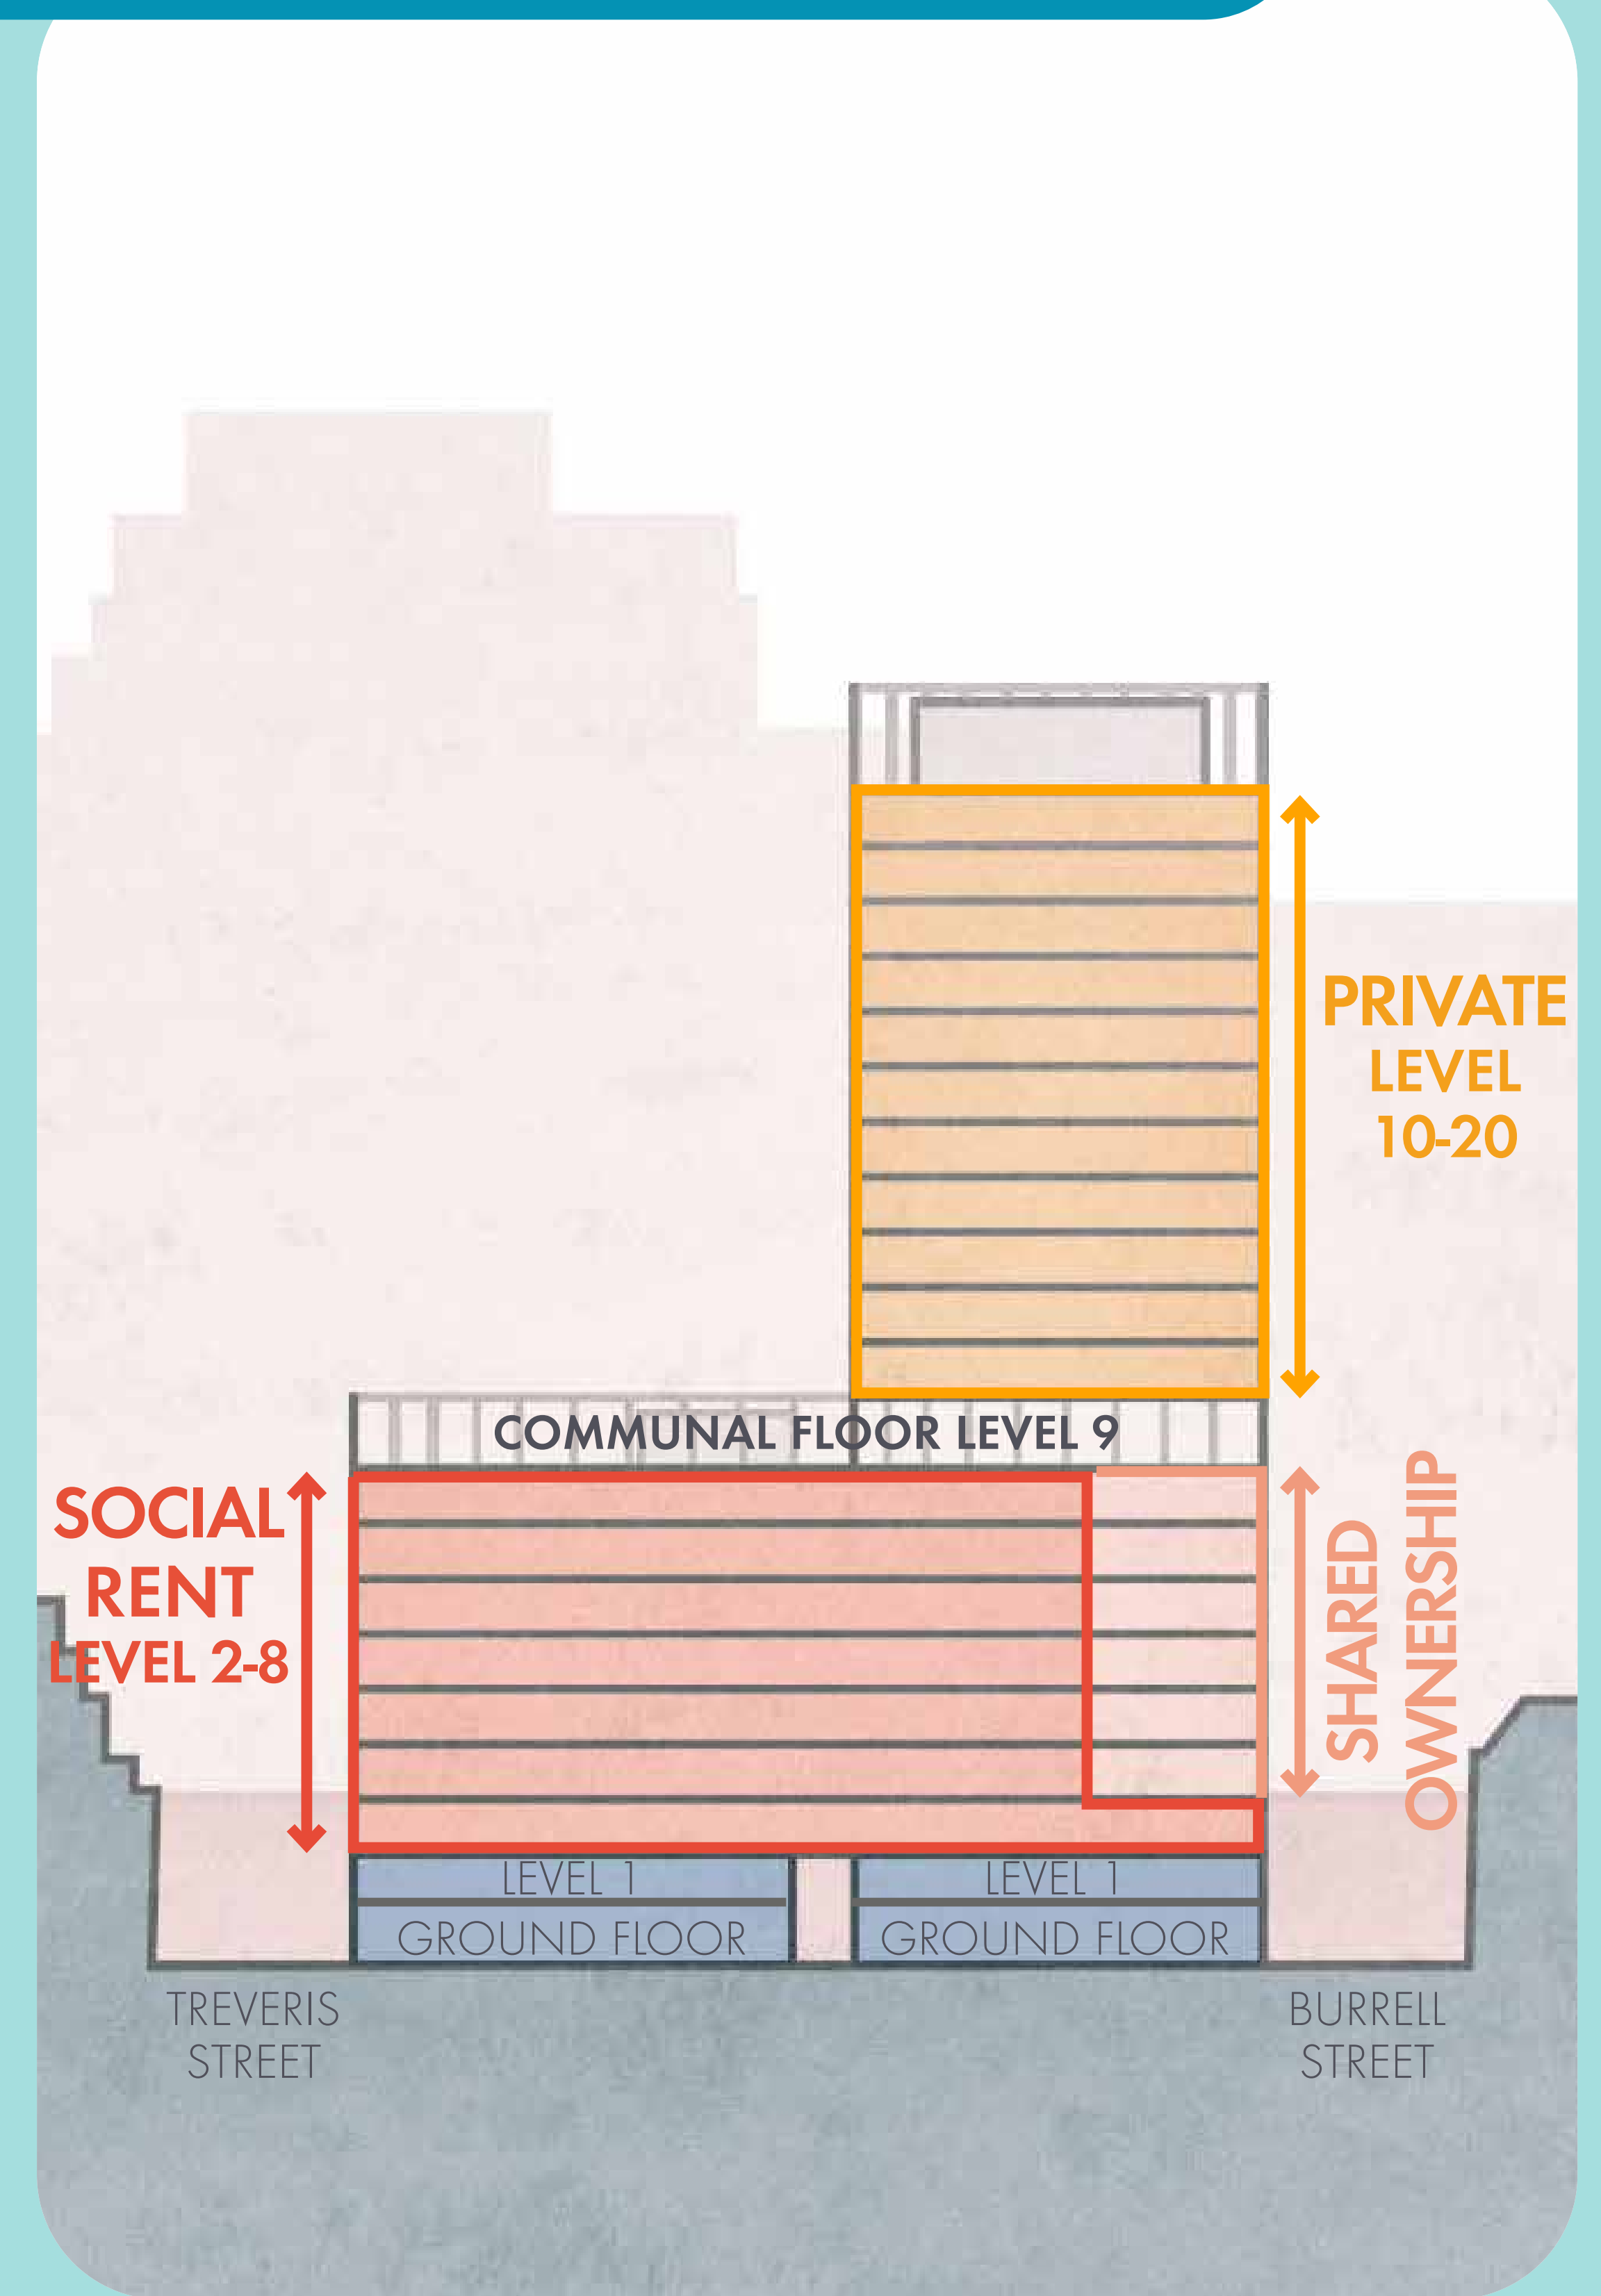 PRIVATE
LEVEL
10-20
COMMUNAL FLOOR LEVEL 9
SOCIAL
RENT
LEVEL 2-8
SHARED
OWNERSHIP
LEVEL 1
LEVEL 1
GROUND FLOOR
GROUND FLOOR
TREVERIS
STREET
BURRELL
STREET